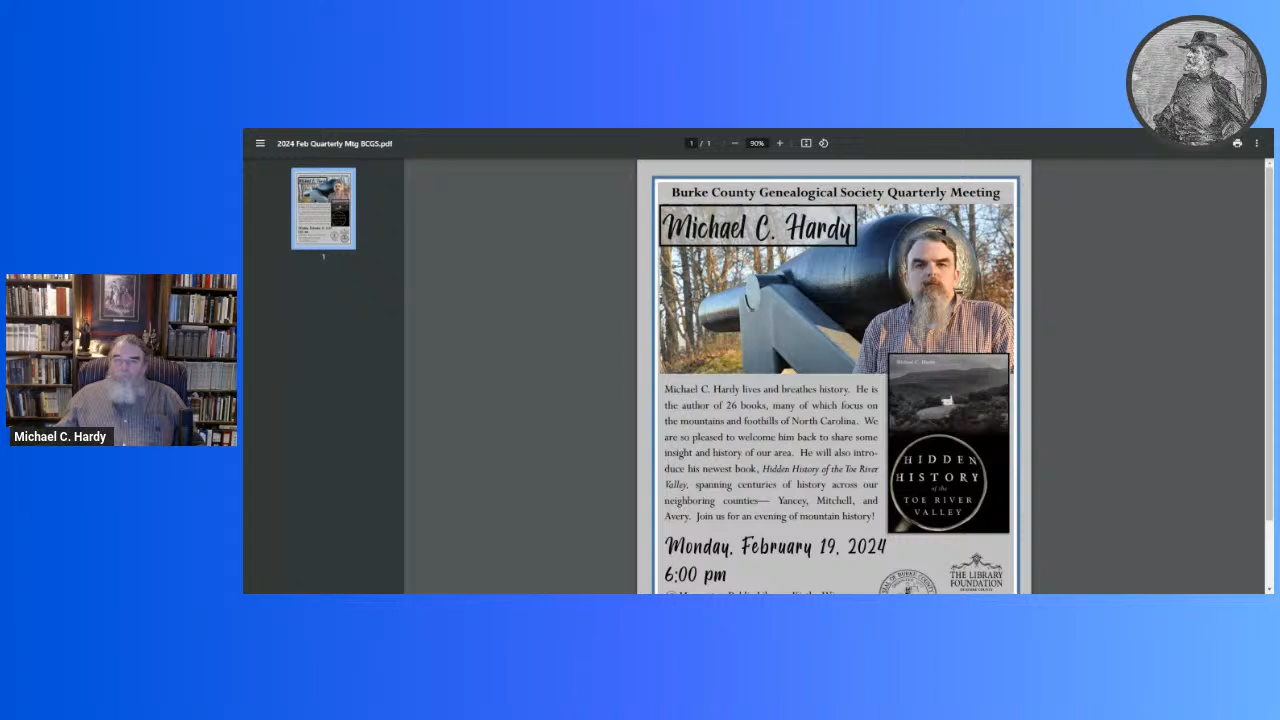 2024 Feb Quarterly Mtg BCGS.pdf
1 / 1
90%
1
Burke County Genealogical Society Quarterly Meeting
Michael C. Hardy
Michael C. Hardy lives and breathes history. He is
the author of 26 books, many of which focus on
the mountains and foothills of North Carolina. We
are so pleased to welcome him back to share some
insight and history of our area. He will also intro-
duce his newest book, Hidden History of the Toe River
Valley, spanning centuries of history across our
neighboring counties— Yancey, Mitchell, and
Avery. Join us for an evening of mountain history!
Michael C. Hardy
HIDDEN
HISTORY
of the
TOE RIVER
VALLEY
Monday, February 19, 2024
6:00 pm
THE LIBRARY
FOUNDATION
Michael C. Hardy